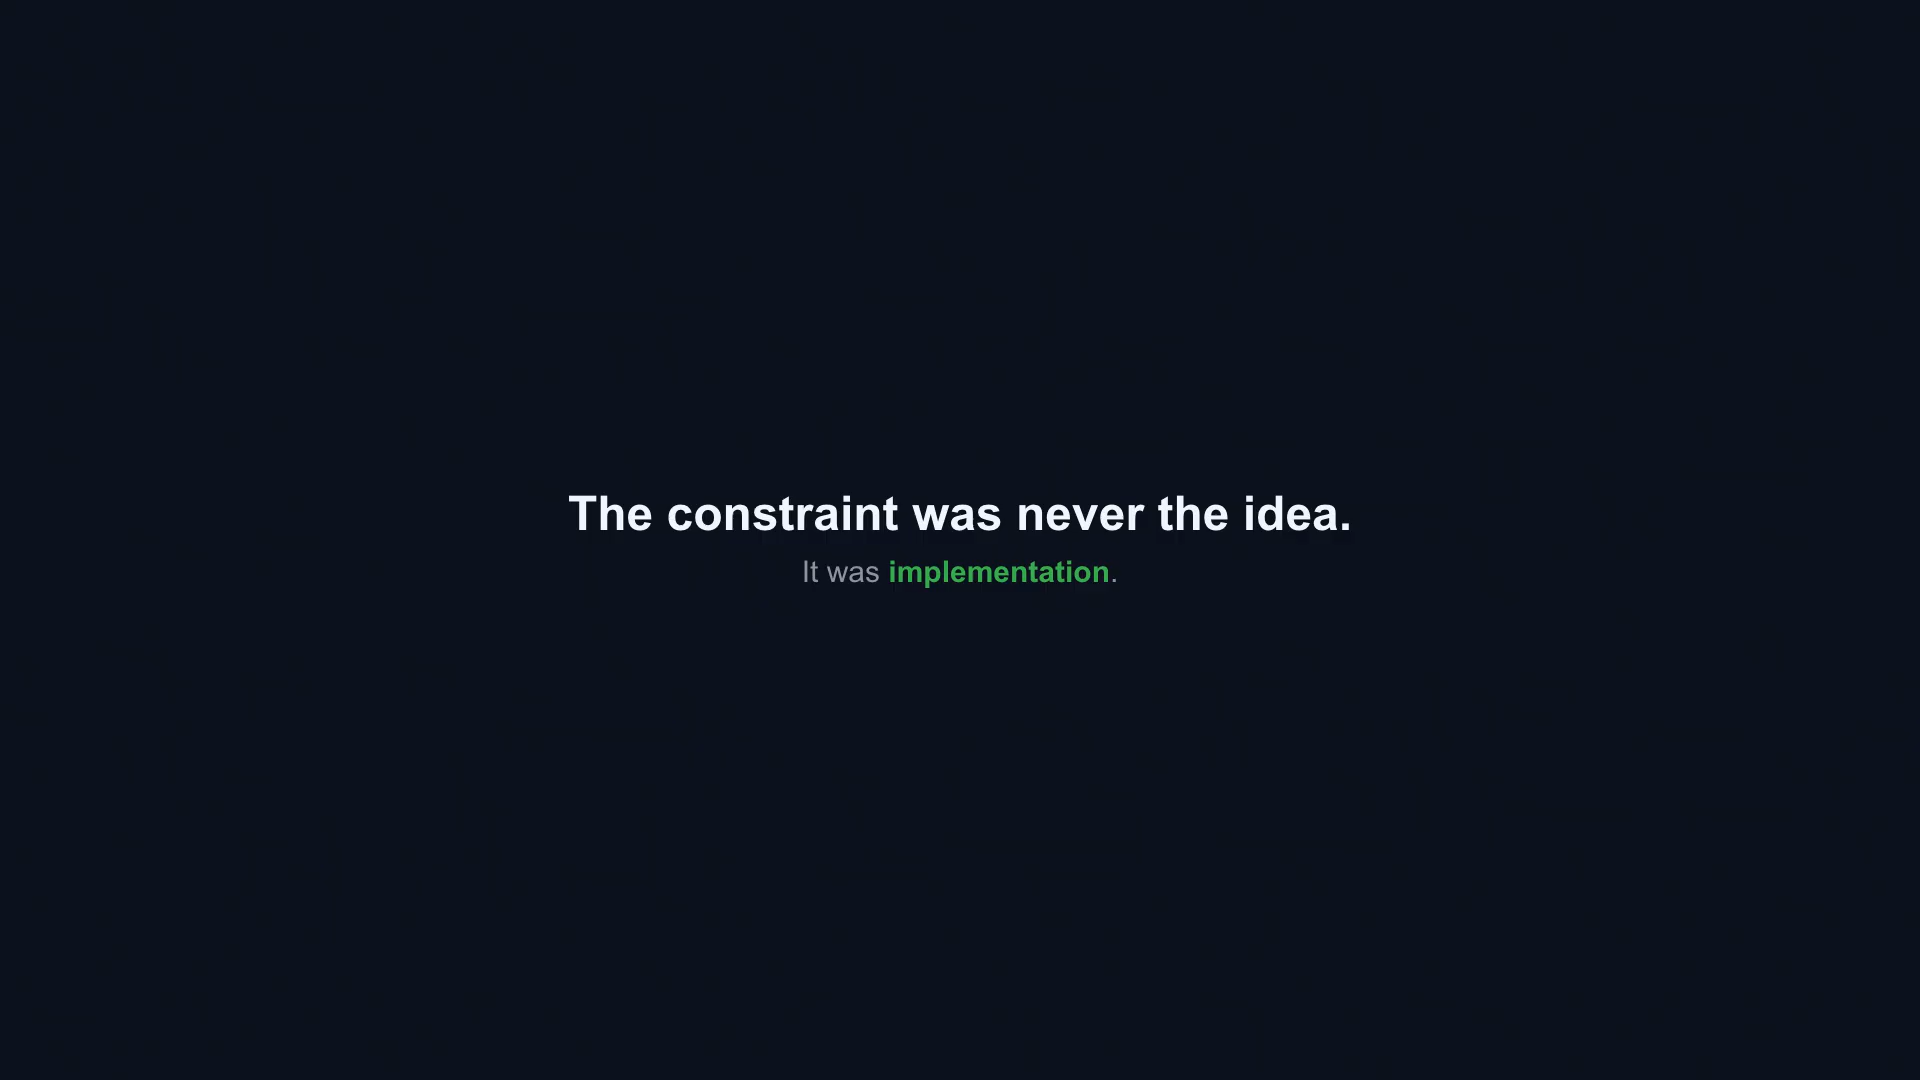 The constraint was never the idea.
It was implementation.